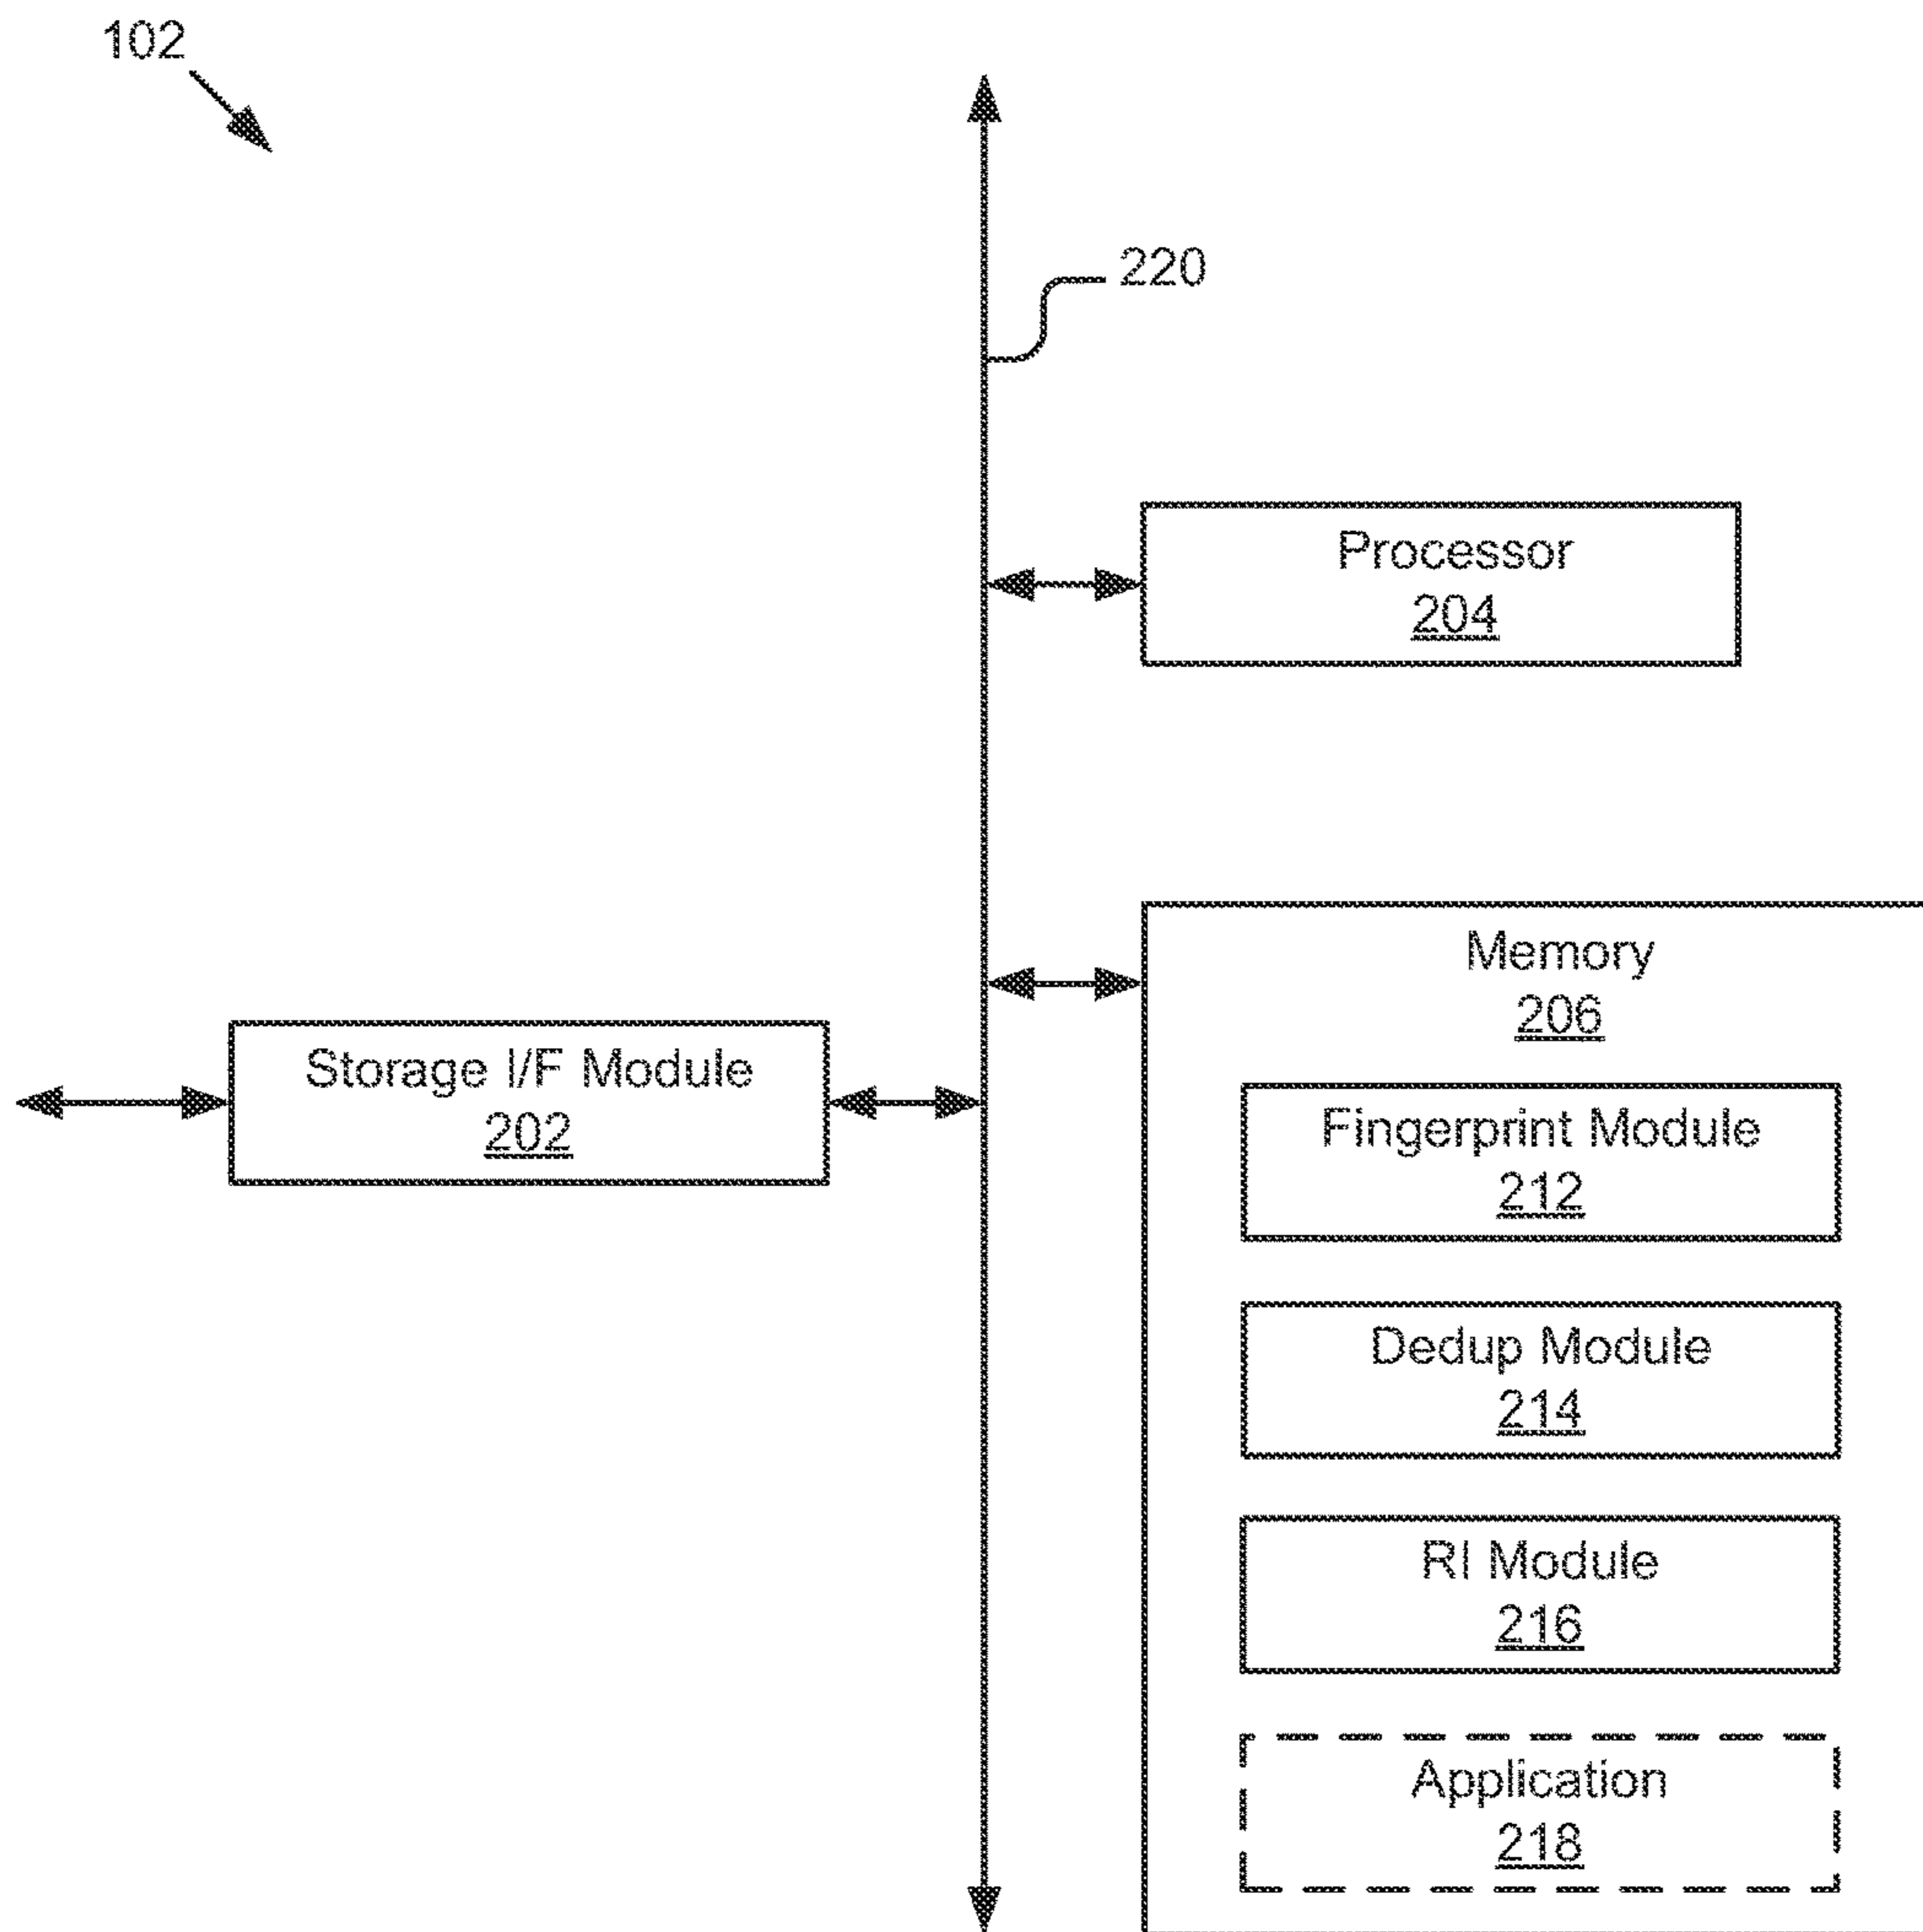 102
220
Processor
204
Memory
206
Storage I/F Module
202
Fingerprint Module
212
Dedup Module
214
RI Module
216
Application
218